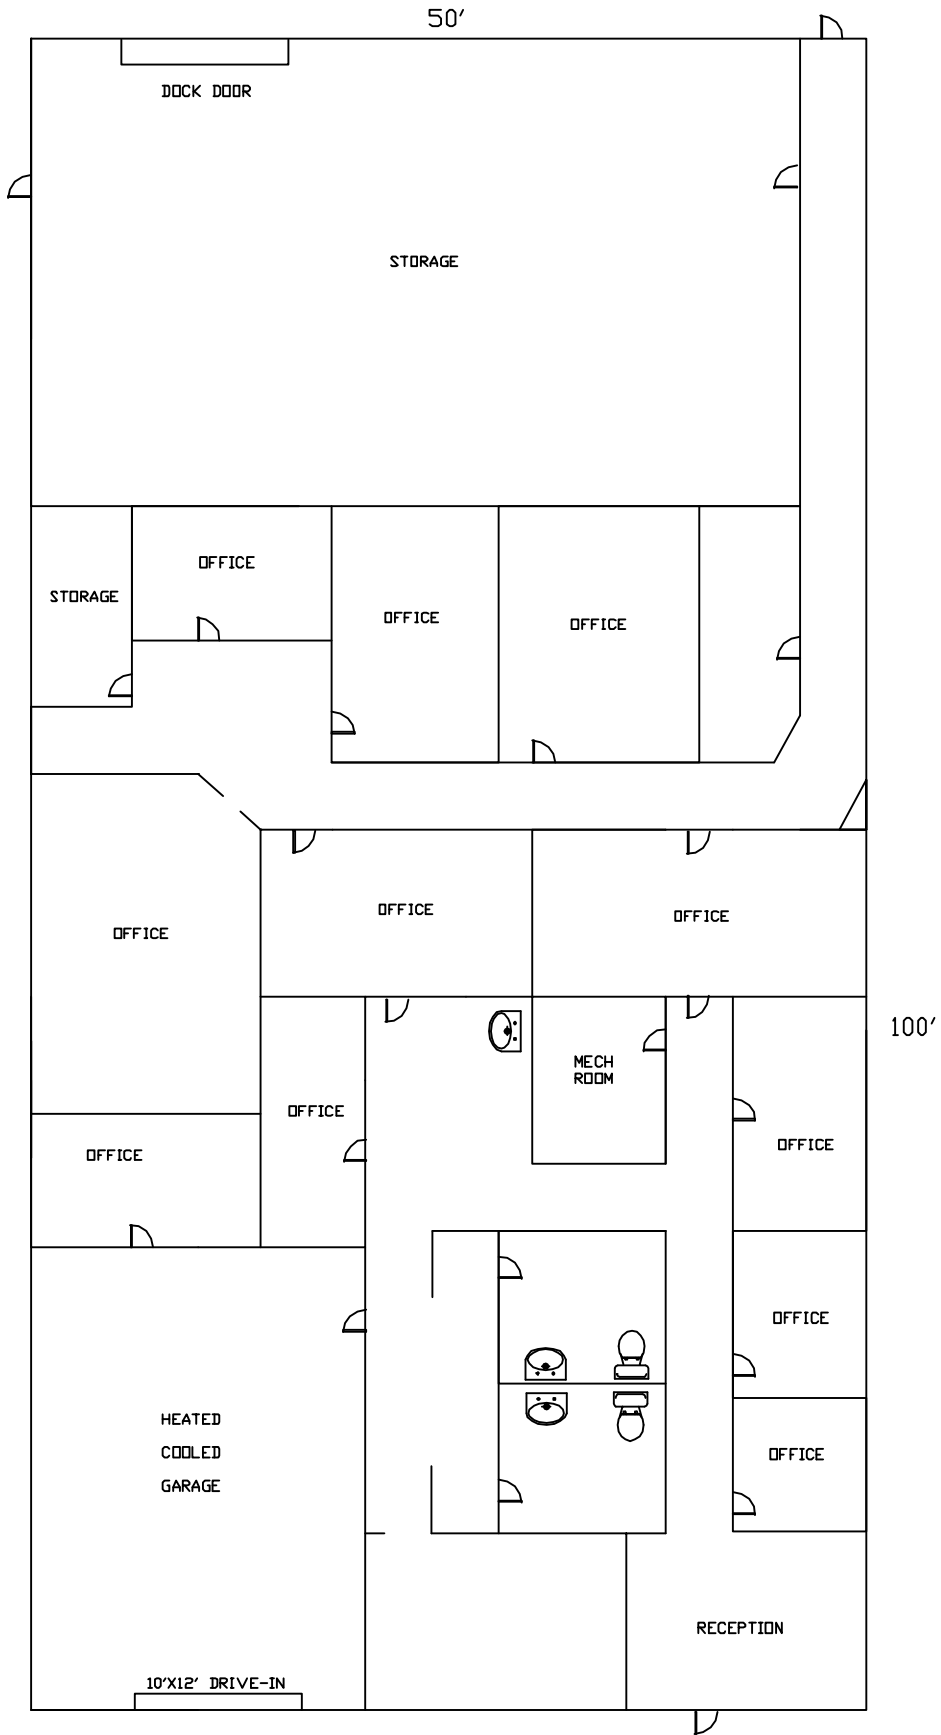 50'
DOCK DOOR
STORAGE
OFFICE
STORAGE
OFFICE
OFFICE
OFFICE
OFFICE
OFFICE
100'
MECH
ROOM
OFFICE
OFFICE
OFFICE
OFFICE
HEATED
COOLED
GARAGE
OFFICE
RECEPTION
10'X12' DRIVE-IN